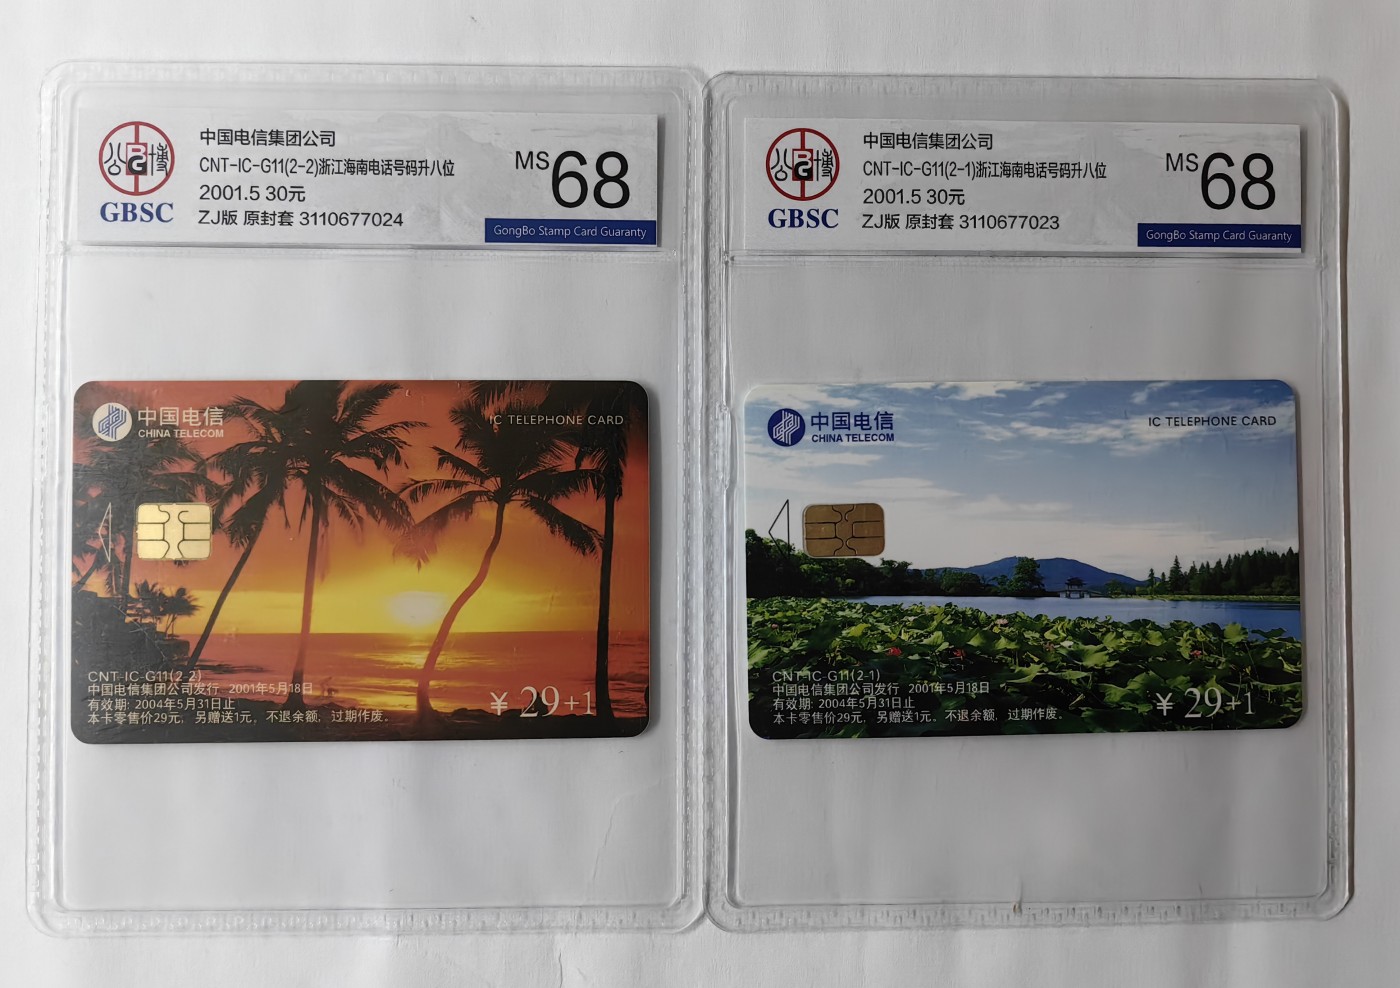 中国电信集团公司
CNT-IC-G11(2-2)浙江海南电话号码升八位
2001.5 30元
ZJ版 原封套 3110677024
公博
BG
GBSC
MS 68
GongBo Stamp Card Guaranty
中国电信
CHINA TELECOM
IC TELEPHONE CARD
CNT-IC-G11(2-2)
中国电信集团公司发行 2001年5月18日
有效期: 2004年5月31日止
本卡零售价29元，另赠送1元。不退余额，过期作废。
¥ 29+1
中国电信集团公司
CNT-IC-G11(2-1)浙江海南电话号码升八位
2001.5 30元
ZJ版 原封套 3110677023
公博
BG
GBSC
MS 68
GongBo Stamp Card Guaranty
中国电信
CHINA TELECOM
IC TELEPHONE CARD
CNT-IC-G11(2-1)
中国电信集团公司发行 2001年5月18日
有效期: 2004年5月31日止
本卡零售价29元，另赠送1元。不退余额，过期作废。
¥ 29+1